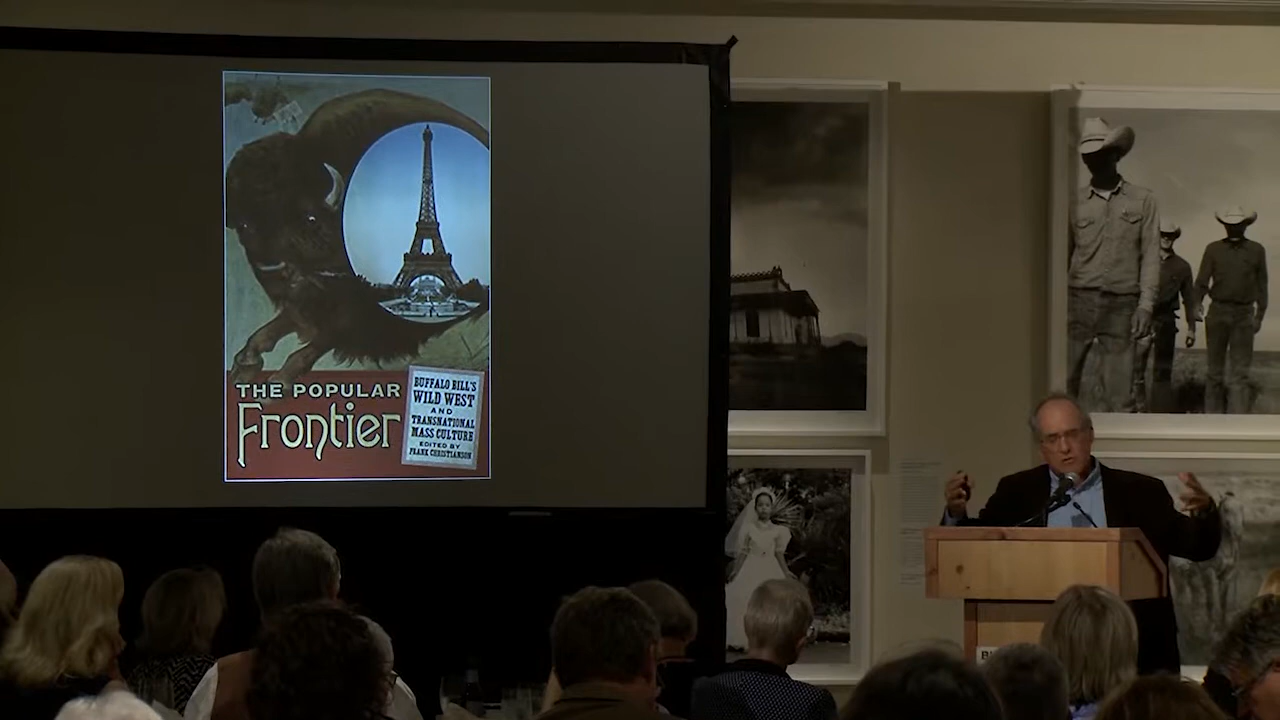 THE POPULAR
Frontier
BUFFALO BILL'S
WILD WEST
AND
TRANSNATIONAL
MASS CULTURE
EDITED BY
FRANK CHRISTIANSON